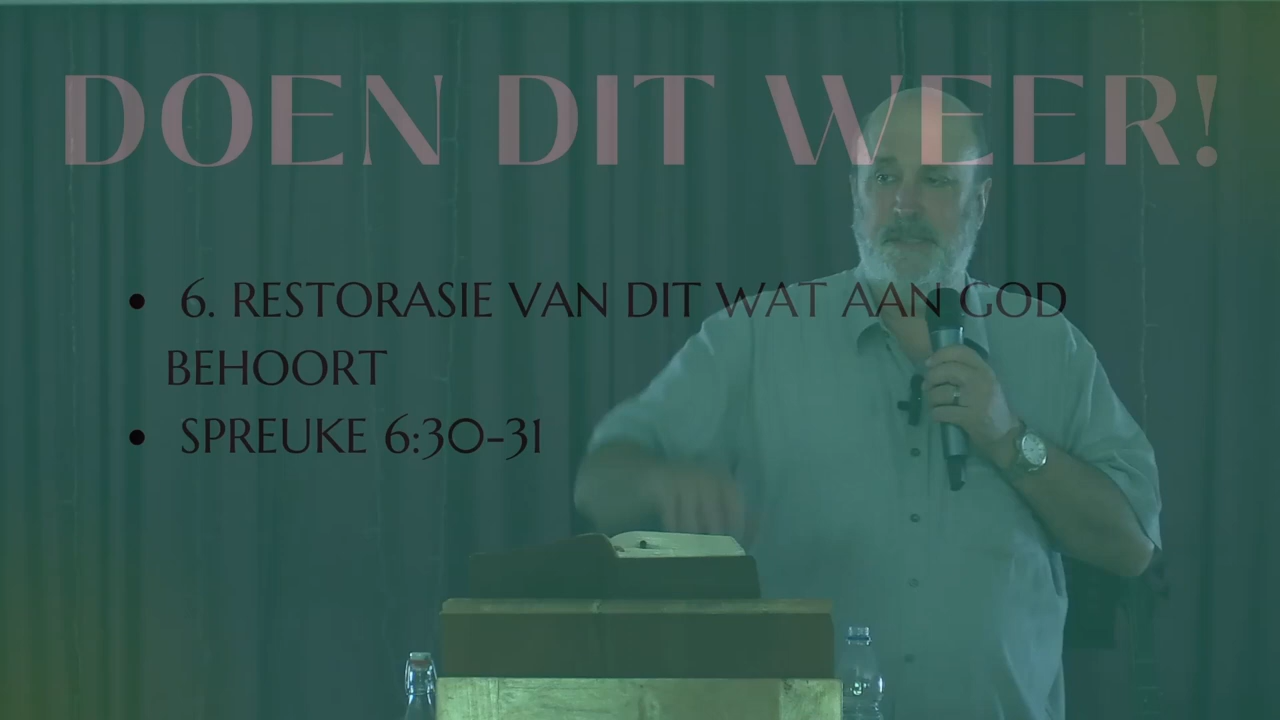 DOEN DIT WEER!
• 6. RESTORASIE VAN DIT WAT AAN GOD
BEHOORT
• SPREUKE 6:30-31